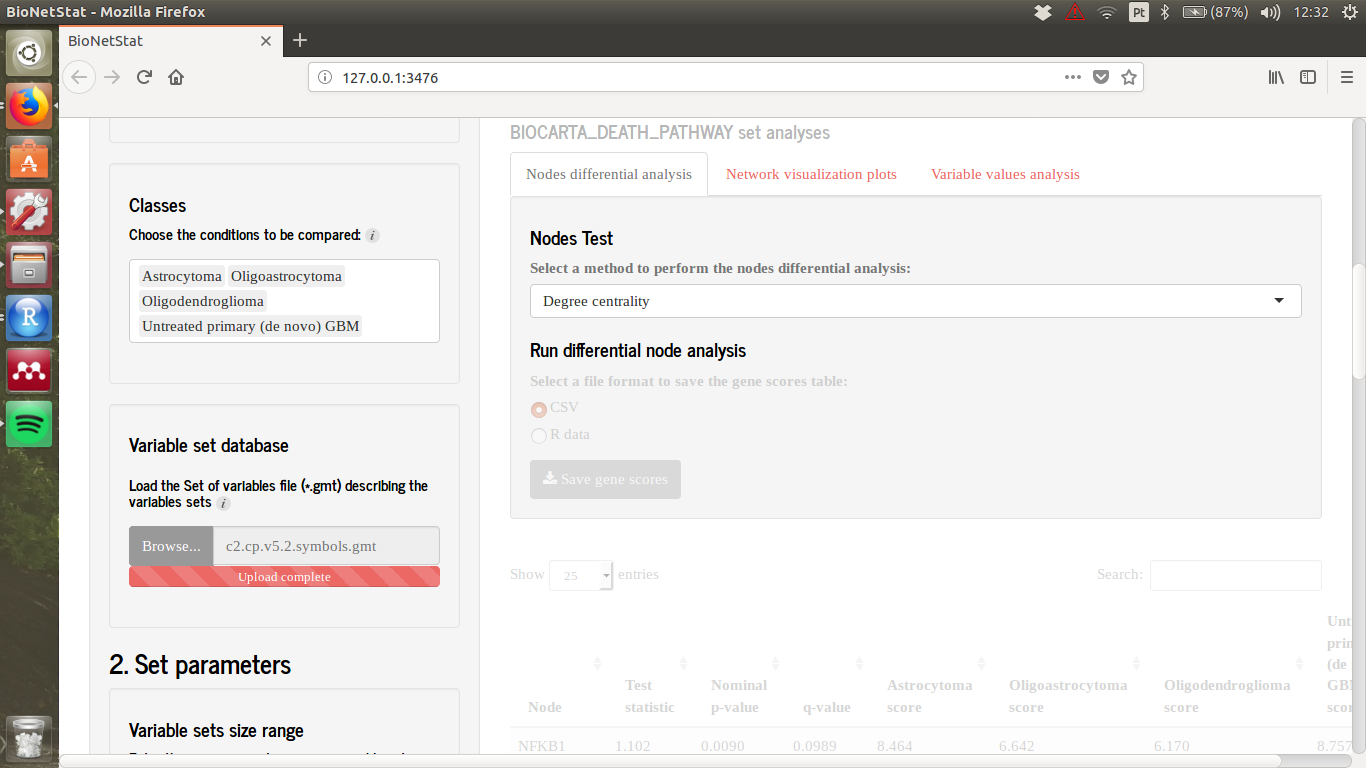 BioNetStat - Mozilla Firefox
Pt
(87%)
12:32
BioNetStat
127.0.0.1:3476
Classes
Choose the conditions to be compared: i
Astrocytoma Oligoastrocytoma
Oligodendroglioma
Untreated primary (de novo) GBM
Variable set database
Load the Set of variables file (*.gmt) describing the
variables sets i
Browse... c2.cp.v5.2.symbols.gmt
Upload complete
2. Set parameters
Variable sets size range
BIOCARTA_DEATH_PATHWAY set analyses
Nodes differential analysis Network visualization plots Variable values analysis
Nodes Test
Select a method to perform the nodes differential analysis:
Degree centrality
Run differential node analysis
Select a file format to save the gene scores table:
CSV
R data
Save gene scores
Show 25 entries Search:
Node Test statistic Nominal p-value q-value Astrocytoma score Oligoastrocytoma score Oligodendroglioma score
NFKB1 1.102 0.0090 0.0989 8.464 6.642 6.170 8.757